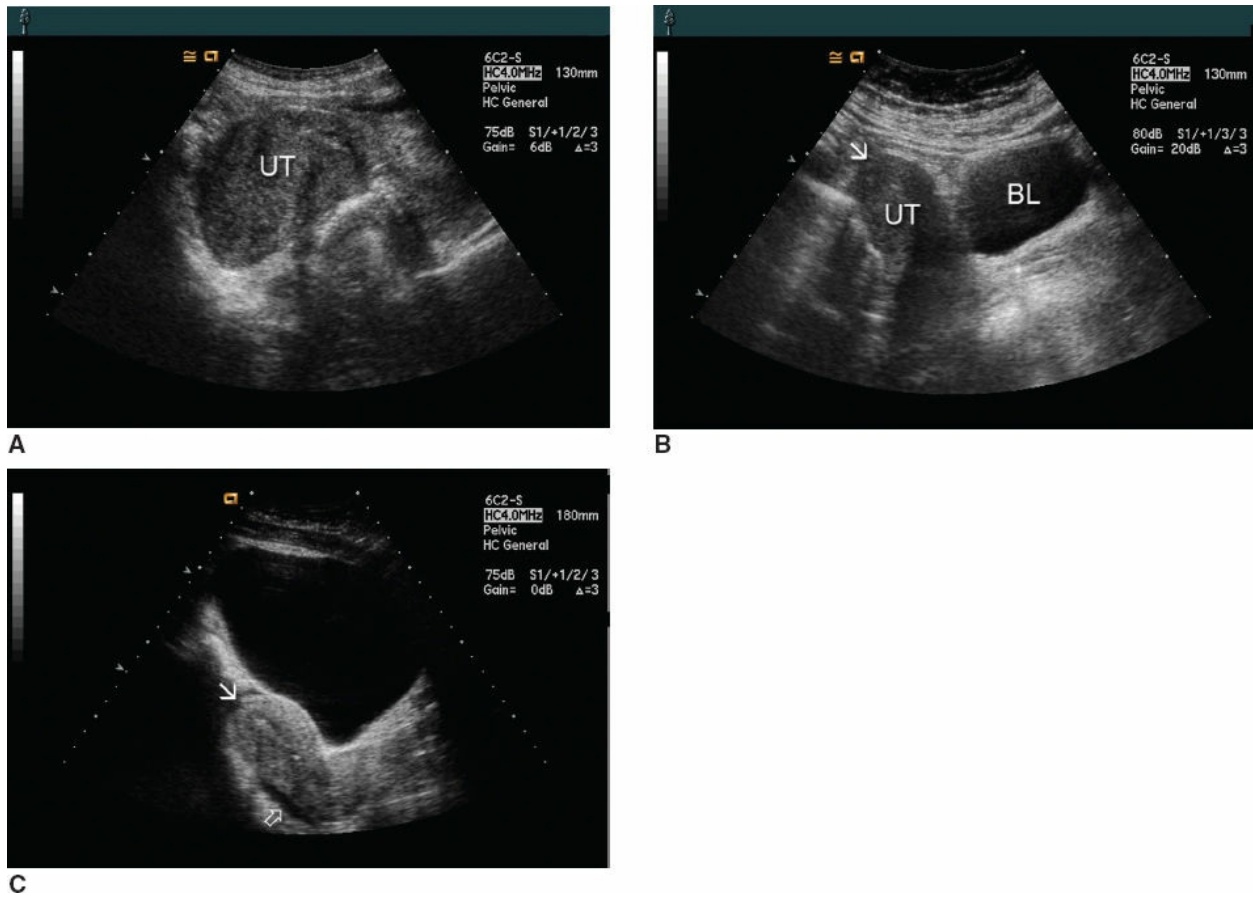 6C2-S
HC4.0MHz 130mm
Pelvic
HC General
75dB S1/+1/2/3
Gain= 6dB Δ=3
UT
A
6C2-S
HC4.0MHz 130mm
Pelvic
HC General
80dB S1/+1/3/3
Gain= 20dB Δ=3
UT
BL
B
6C2-S
HC4.0MHz 180mm
Pelvic
HC General
75dB S1/+1/2/3
Gain= 0dB Δ=3
C